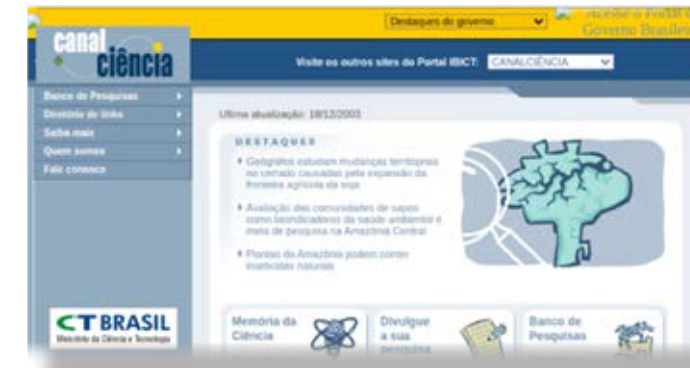 Destaques do governo
Acesse o Portal
Governo Brasileiro
canal
ciência
Visite os outros sites do Portal IBICT:
CANALCIÊNCIA
Banco de Pesquisas
Diretório de links
Saiba mais
Quem somos
Fale conosco
Última atualização: 18/12/2003
DESTAQUES
Geógrafos estudam mudanças territoriais
no cerrado causadas pela expansão da
fronteira agrícola da soja
Avaliação das comunidades de sapos
como bioindicadores da saúde ambiental é
meta de pesquisa na Amazônia Central
Plantas da Amazônia podem conter
inseticidas naturais
CT BRASIL
Ministério da Ciência e Tecnologia
Memória da
Ciência
Divulgue
a sua
pesquisa
Banco de
Pesquisas